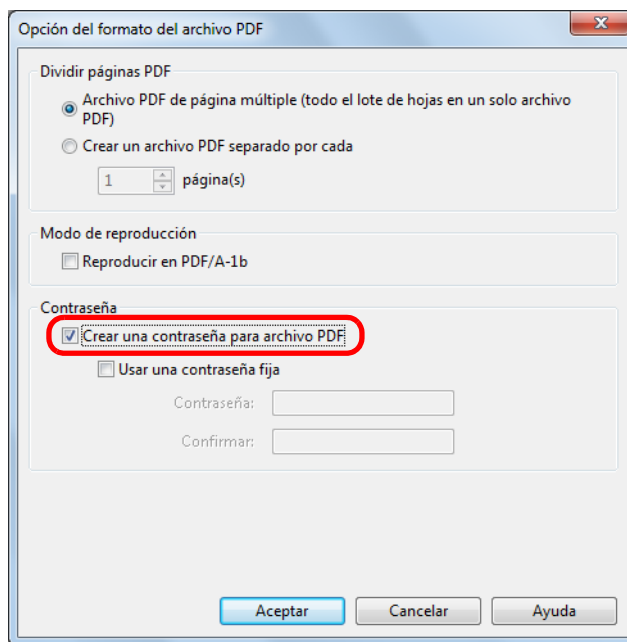 Opción del formato del archivo PDF
Dividir páginas PDF
Archivo PDF de página múltiple (todo el lote de hojas en un solo archivo
PDF)
Crear un archivo PDF separado por cada
1 página(s)
Modo de reproducción
Reproducir en PDF/A-1b
Contraseña
Crear una contraseña para archivo PDF
Usar una contraseña fija
Contraseña:
Confirmar:
Aceptar Cancelar Ayuda